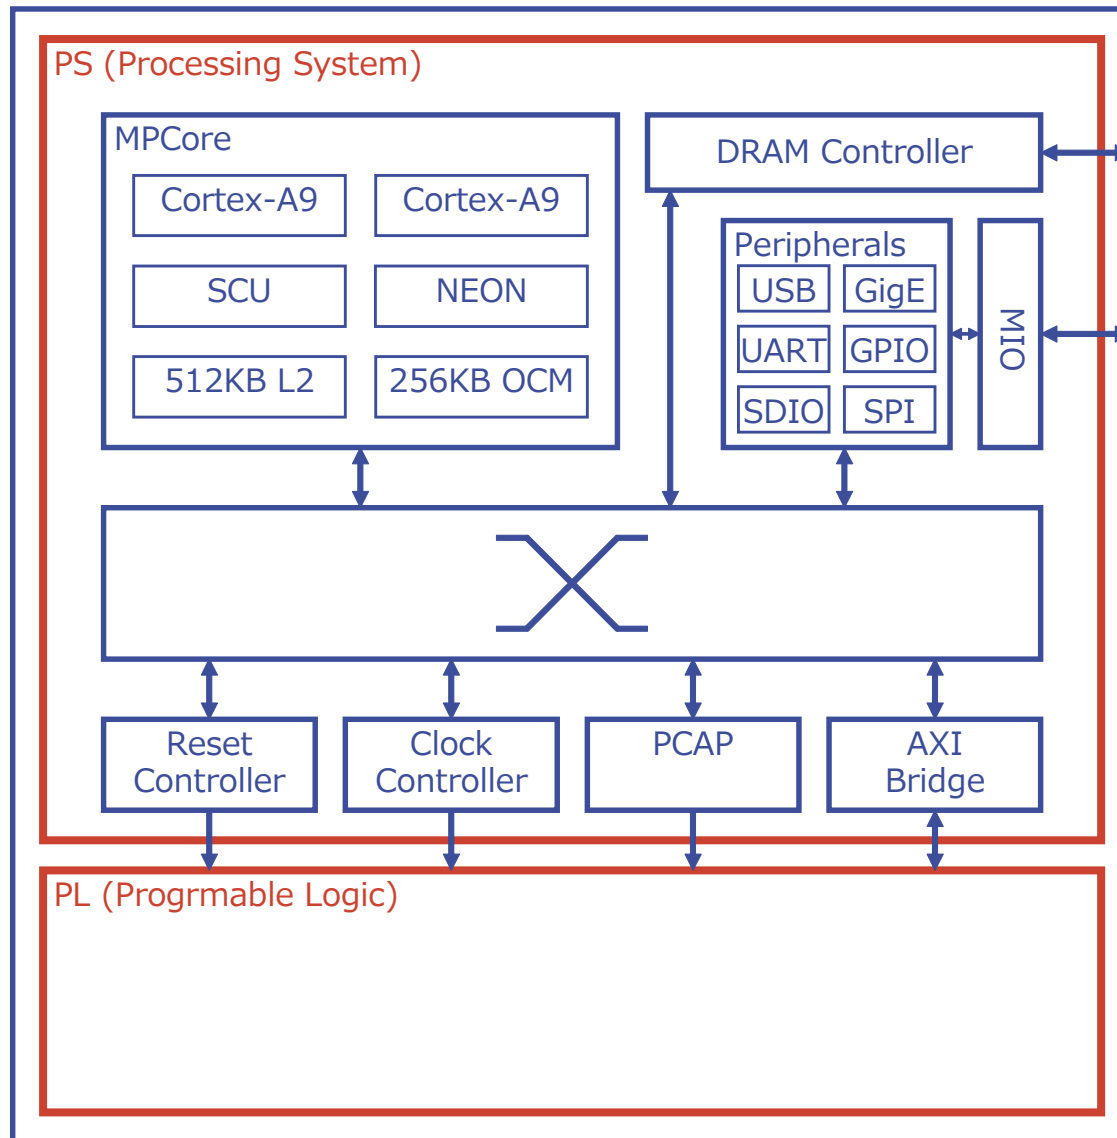 PS (Processing System)
MPCore
Cortex-A9
Cortex-A9
SCU
NEON
512KB L2
256KB OCM
DRAM Controller
Peripherals
USB
GigE
UART
GPIO
SDIO
SPI
MIO
Reset
Controller
Clock
Controller
PCAP
AXI
Bridge
PL (Progrmable Logic)